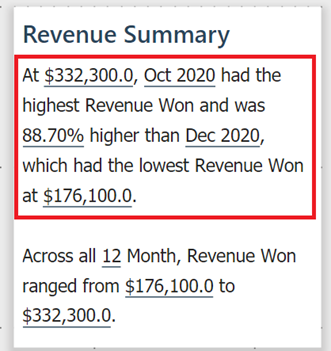 Revenue Summary
At $332,300.0, Oct 2020 had the
highest Revenue Won and was
88.70% higher than Dec 2020,
which had the lowest Revenue Won
at $176,100.0.
Across all 12 Month, Revenue Won
ranged from $176,100.0 to
$332,300.0.